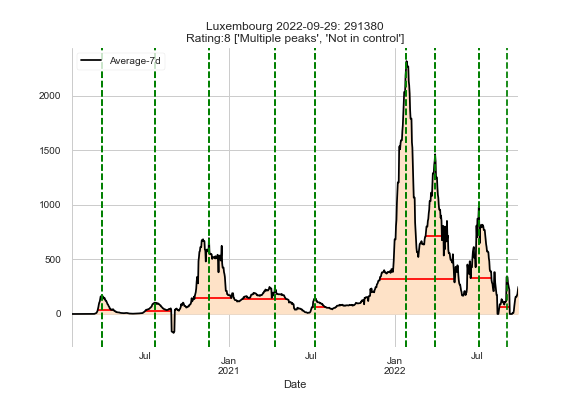 Luxembourg 2022-09-29: 291380
Rating:8 ['Multiple peaks', 'Not in control']
Average-7d
2000
1500
1000
500
0
Jul
Jan
2021
Jul
Jan
2022
Jul
Date